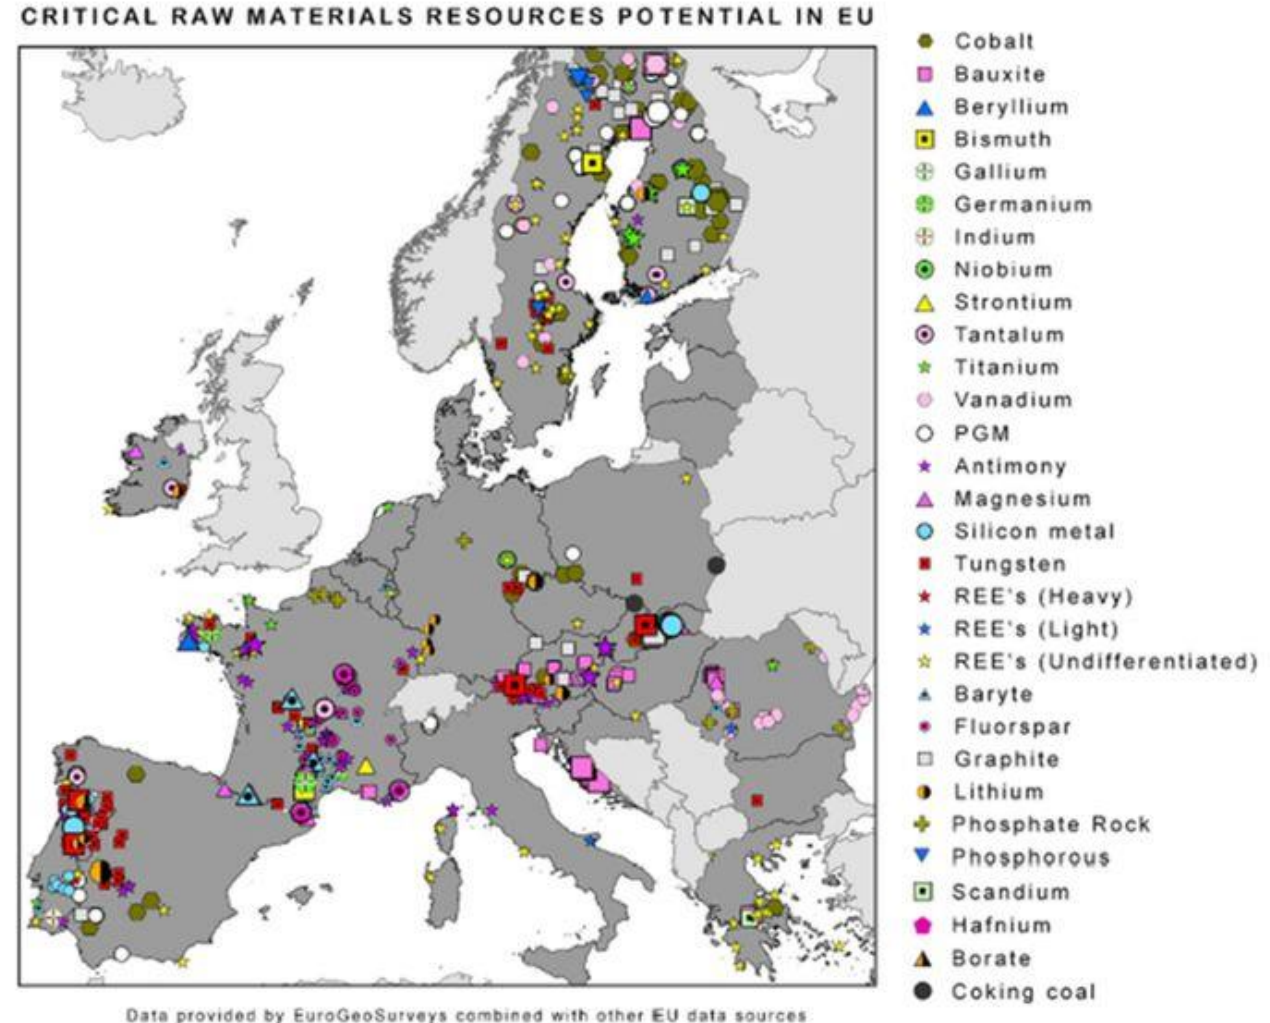 CRITICAL RAW MATERIALS RESOURCES POTENTIAL IN EU
Cobalt
Bauxite
Beryllium
Bismuth
Gallium
Germanium
Indium
Niobium
Strontium
Tantalum
Titanium
Vanadium
PGM
Antimony
Magnesium
Silicon metal
Tungsten
REE's (Heavy)
REE's (Light)
REE's (Undifferentiated)
Baryte
Fluorspar
Graphite
Lithium
Phosphate Rock
Phosphorous
Scandium
Hafnium
Borate
Coking coal
Data provided by EuroGeoSurveys combined with other EU data sources